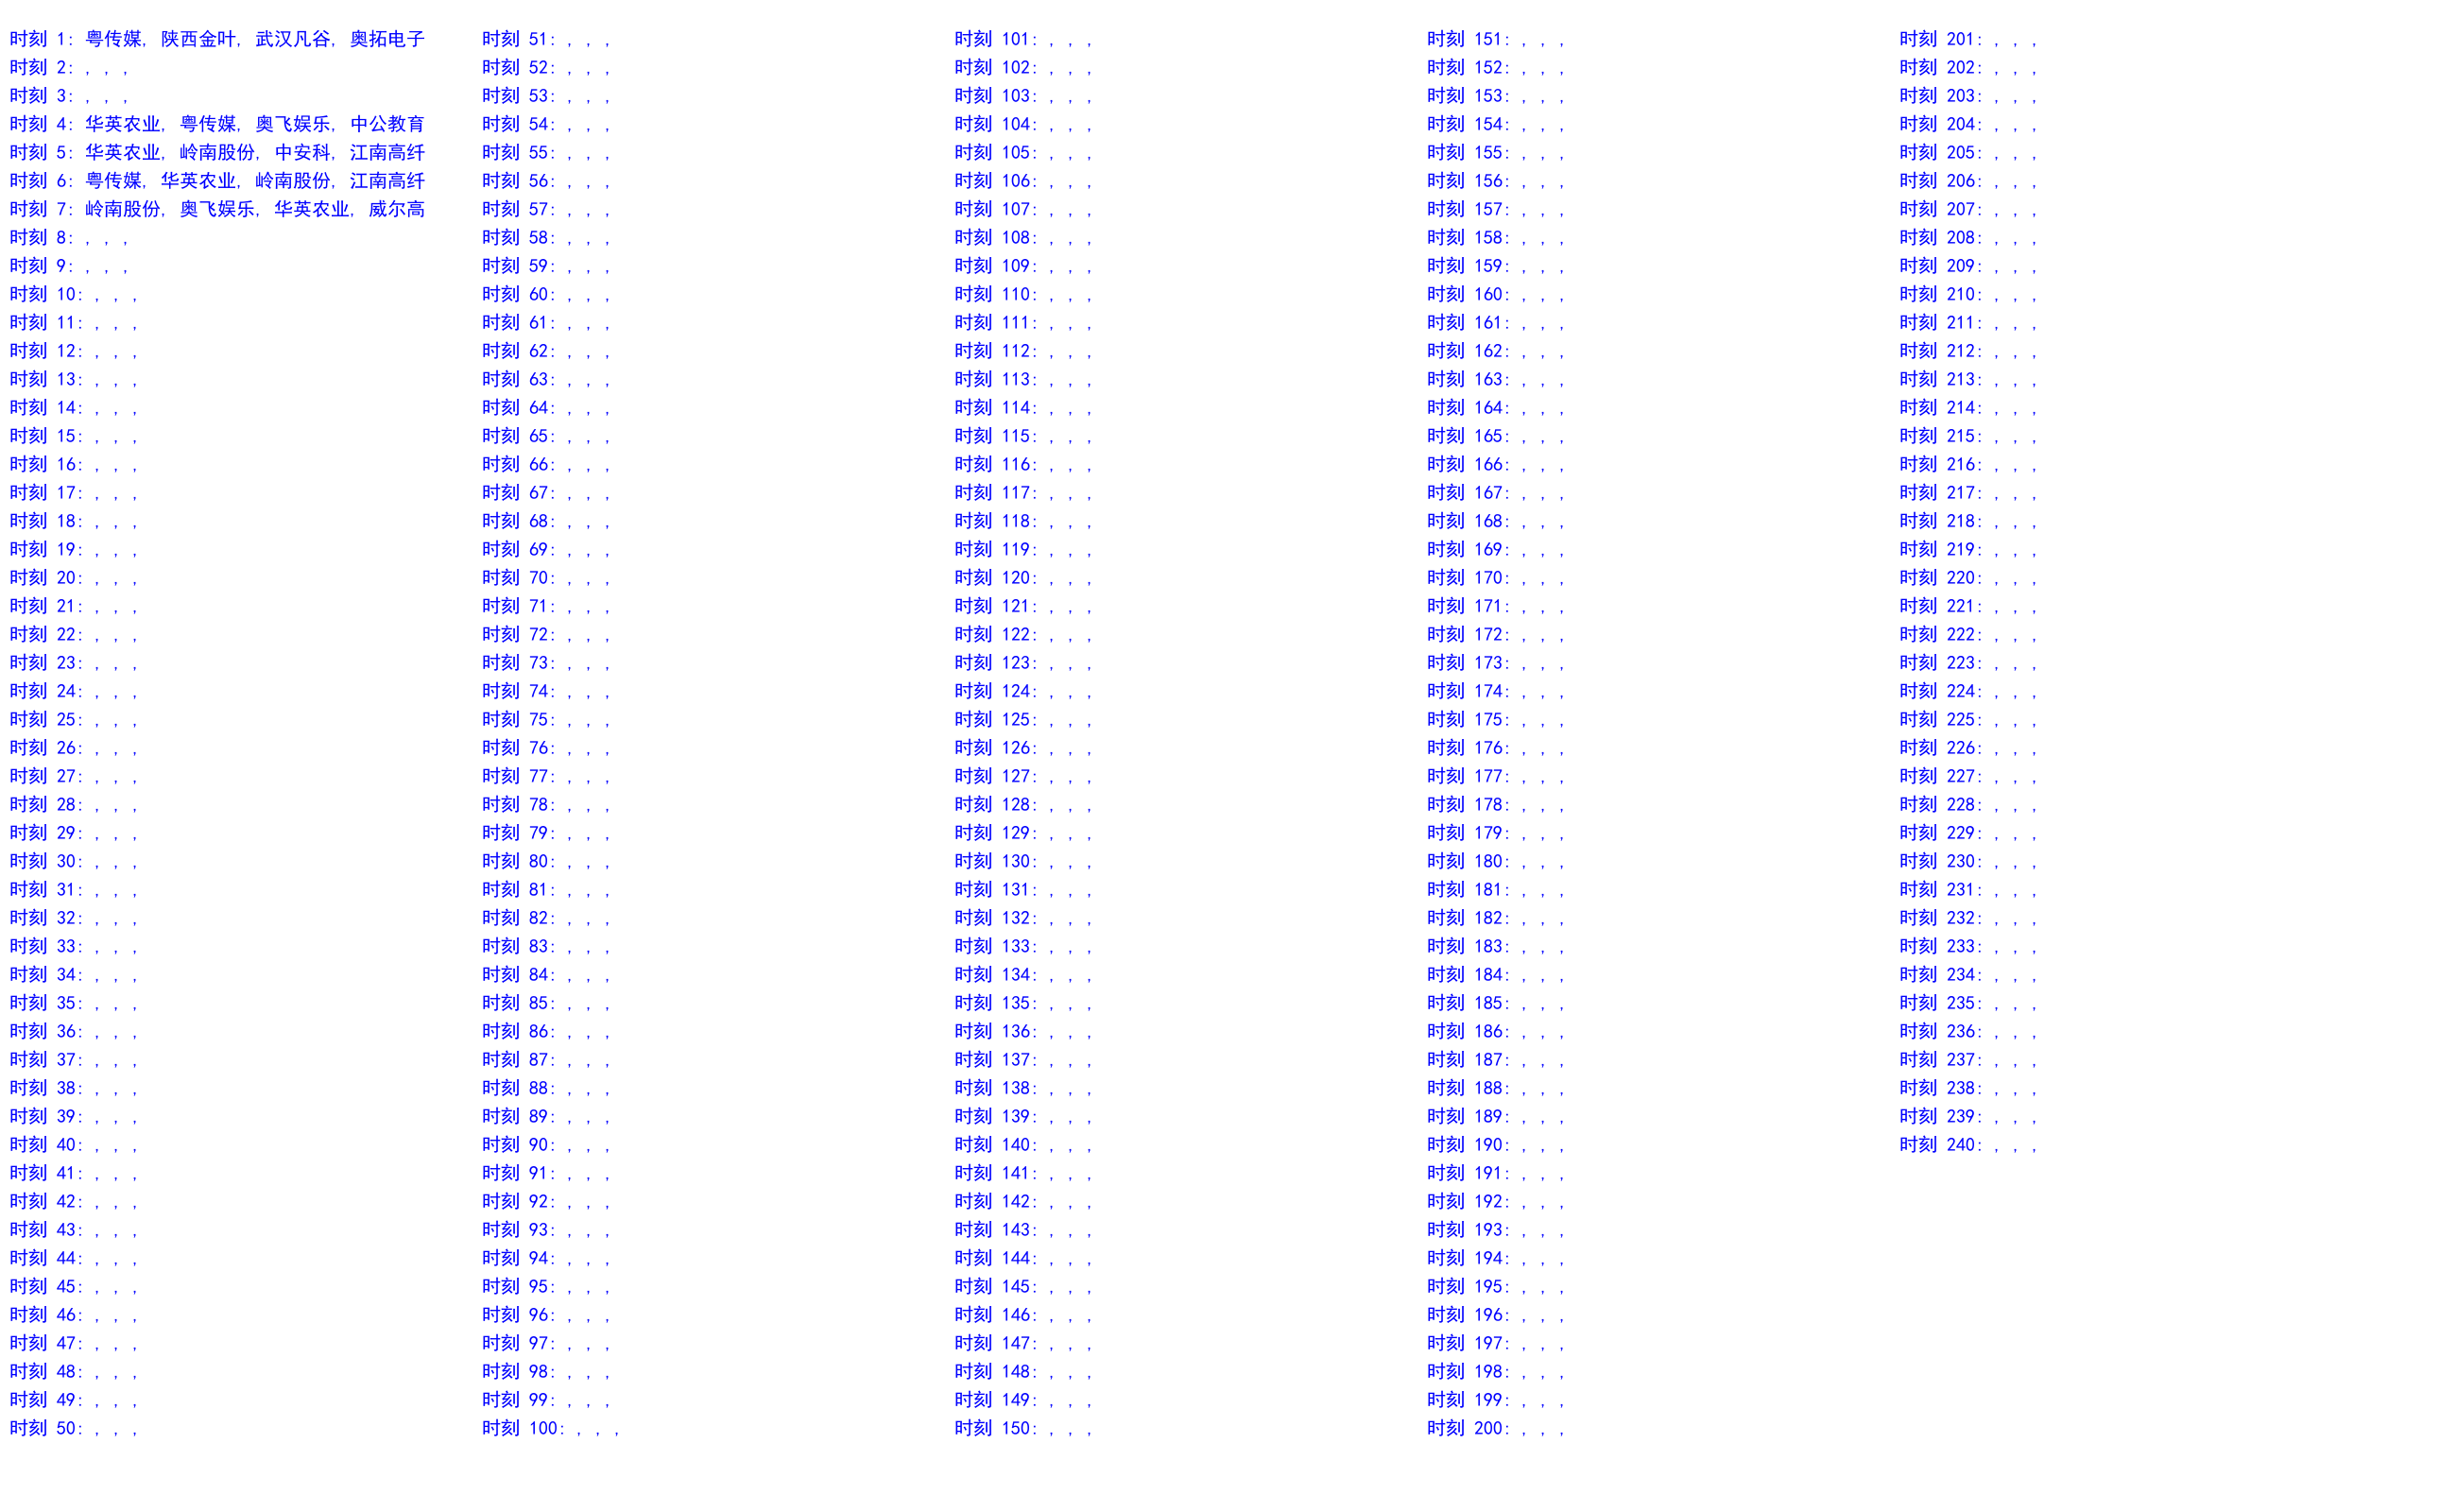 时刻 1: 粤传媒, 陕西金叶, 武汉凡谷, 奥拓电子
时刻 2: , , ,
时刻 3: , , ,
时刻 4: 华英农业, 粤传媒, 奥飞娱乐, 中公教育
时刻 5: 华英农业, 岭南股份, 中安科, 江南高纤
时刻 6: 粤传媒, 华英农业, 岭南股份, 江南高纤
时刻 7: 岭南股份, 奥飞娱乐, 华英农业, 威尔高
时刻 8: , , ,
时刻 9: , , ,
时刻 10: , , ,
时刻 11: , , ,
时刻 12: , , ,
时刻 13: , , ,
时刻 14: , , ,
时刻 15: , , ,
时刻 16: , , ,
时刻 17: , , ,
时刻 18: , , ,
时刻 19: , , ,
时刻 20: , , ,
时刻 21: , , ,
时刻 22: , , ,
时刻 23: , , ,
时刻 24: , , ,
时刻 25: , , ,
时刻 26: , , ,
时刻 27: , , ,
时刻 28: , , ,
时刻 29: , , ,
时刻 30: , , ,
时刻 31: , , ,
时刻 32: , , ,
时刻 33: , , ,
时刻 34: , , ,
时刻 35: , , ,
时刻 36: , , ,
时刻 37: , , ,
时刻 38: , , ,
时刻 39: , , ,
时刻 40: , , ,
时刻 41: , , ,
时刻 42: , , ,
时刻 43: , , ,
时刻 44: , , ,
时刻 45: , , ,
时刻 46: , , ,
时刻 47: , , ,
时刻 48: , , ,
时刻 49: , , ,
时刻 50: , , ,
时刻 51: , , ,
时刻 52: , , ,
时刻 53: , , ,
时刻 54: , , ,
时刻 55: , , ,
时刻 56: , , ,
时刻 57: , , ,
时刻 58: , , ,
时刻 59: , , ,
时刻 60: , , ,
时刻 61: , , ,
时刻 62: , , ,
时刻 63: , , ,
时刻 64: , , ,
时刻 65: , , ,
时刻 66: , , ,
时刻 67: , , ,
时刻 68: , , ,
时刻 69: , , ,
时刻 70: , , ,
时刻 71: , , ,
时刻 72: , , ,
时刻 73: , , ,
时刻 74: , , ,
时刻 75: , , ,
时刻 76: , , ,
时刻 77: , , ,
时刻 78: , , ,
时刻 79: , , ,
时刻 80: , , ,
时刻 81: , , ,
时刻 82: , , ,
时刻 83: , , ,
时刻 84: , , ,
时刻 85: , , ,
时刻 86: , , ,
时刻 87: , , ,
时刻 88: , , ,
时刻 89: , , ,
时刻 90: , , ,
时刻 91: , , ,
时刻 92: , , ,
时刻 93: , , ,
时刻 94: , , ,
时刻 95: , , ,
时刻 96: , , ,
时刻 97: , , ,
时刻 98: , , ,
时刻 99: , , ,
时刻 100: , , ,
时刻 101: , , ,
时刻 102: , , ,
时刻 103: , , ,
时刻 104: , , ,
时刻 105: , , ,
时刻 106: , , ,
时刻 107: , , ,
时刻 108: , , ,
时刻 109: , , ,
时刻 110: , , ,
时刻 111: , , ,
时刻 112: , , ,
时刻 113: , , ,
时刻 114: , , ,
时刻 115: , , ,
时刻 116: , , ,
时刻 117: , , ,
时刻 118: , , ,
时刻 119: , , ,
时刻 120: , , ,
时刻 121: , , ,
时刻 122: , , ,
时刻 123: , , ,
时刻 124: , , ,
时刻 125: , , ,
时刻 126: , , ,
时刻 127: , , ,
时刻 128: , , ,
时刻 129: , , ,
时刻 130: , , ,
时刻 131: , , ,
时刻 132: , , ,
时刻 133: , , ,
时刻 134: , , ,
时刻 135: , , ,
时刻 136: , , ,
时刻 137: , , ,
时刻 138: , , ,
时刻 139: , , ,
时刻 140: , , ,
时刻 141: , , ,
时刻 142: , , ,
时刻 143: , , ,
时刻 144: , , ,
时刻 145: , , ,
时刻 146: , , ,
时刻 147: , , ,
时刻 148: , , ,
时刻 149: , , ,
时刻 150: , , ,
时刻 151: , , ,
时刻 152: , , ,
时刻 153: , , ,
时刻 154: , , ,
时刻 155: , , ,
时刻 156: , , ,
时刻 157: , , ,
时刻 158: , , ,
时刻 159: , , ,
时刻 160: , , ,
时刻 161: , , ,
时刻 162: , , ,
时刻 163: , , ,
时刻 164: , , ,
时刻 165: , , ,
时刻 166: , , ,
时刻 167: , , ,
时刻 168: , , ,
时刻 169: , , ,
时刻 170: , , ,
时刻 171: , , ,
时刻 172: , , ,
时刻 173: , , ,
时刻 174: , , ,
时刻 175: , , ,
时刻 176: , , ,
时刻 177: , , ,
时刻 178: , , ,
时刻 179: , , ,
时刻 180: , , ,
时刻 181: , , ,
时刻 182: , , ,
时刻 183: , , ,
时刻 184: , , ,
时刻 185: , , ,
时刻 186: , , ,
时刻 187: , , ,
时刻 188: , , ,
时刻 189: , , ,
时刻 190: , , ,
时刻 191: , , ,
时刻 192: , , ,
时刻 193: , , ,
时刻 194: , , ,
时刻 195: , , ,
时刻 196: , , ,
时刻 197: , , ,
时刻 198: , , ,
时刻 199: , , ,
时刻 200: , , ,
时刻 201: , , ,
时刻 202: , , ,
时刻 203: , , ,
时刻 204: , , ,
时刻 205: , , ,
时刻 206: , , ,
时刻 207: , , ,
时刻 208: , , ,
时刻 209: , , ,
时刻 210: , , ,
时刻 211: , , ,
时刻 212: , , ,
时刻 213: , , ,
时刻 214: , , ,
时刻 215: , , ,
时刻 216: , , ,
时刻 217: , , ,
时刻 218: , , ,
时刻 219: , , ,
时刻 220: , , ,
时刻 221: , , ,
时刻 222: , , ,
时刻 223: , , ,
时刻 224: , , ,
时刻 225: , , ,
时刻 226: , , ,
时刻 227: , , ,
时刻 228: , , ,
时刻 229: , , ,
时刻 230: , , ,
时刻 231: , , ,
时刻 232: , , ,
时刻 233: , , ,
时刻 234: , , ,
时刻 235: , , ,
时刻 236: , , ,
时刻 237: , , ,
时刻 238: , , ,
时刻 239: , , ,
时刻 240: , , ,